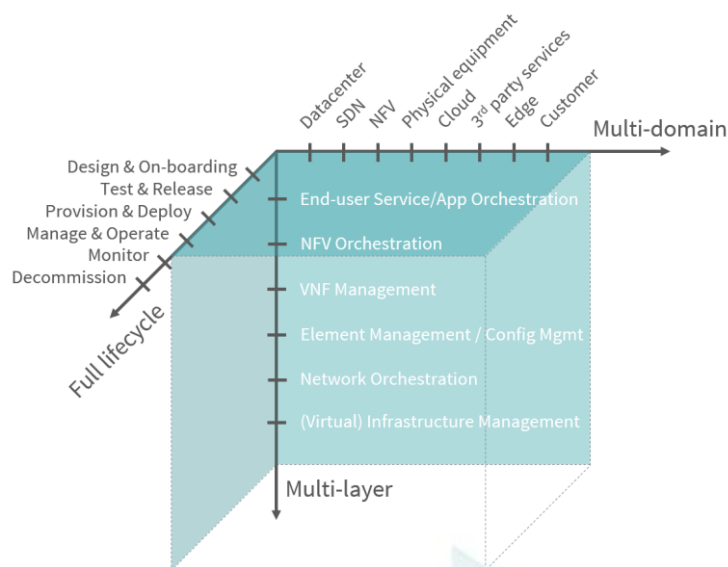 Datacenter
SDN
NFV
Physical equipment
Cloud
3rd party services
Edge
Customer
Multi-domain
Design & On-boarding
Test & Release
Provision & Deploy
Manage & Operate
Monitor
Decommission
Full lifecycle
End-user Service/App Orchestration
NFV Orchestration
VNF Management
Element Management / Config Mgmt
Network Orchestration
(Virtual) Infrastructure Management
Multi-layer